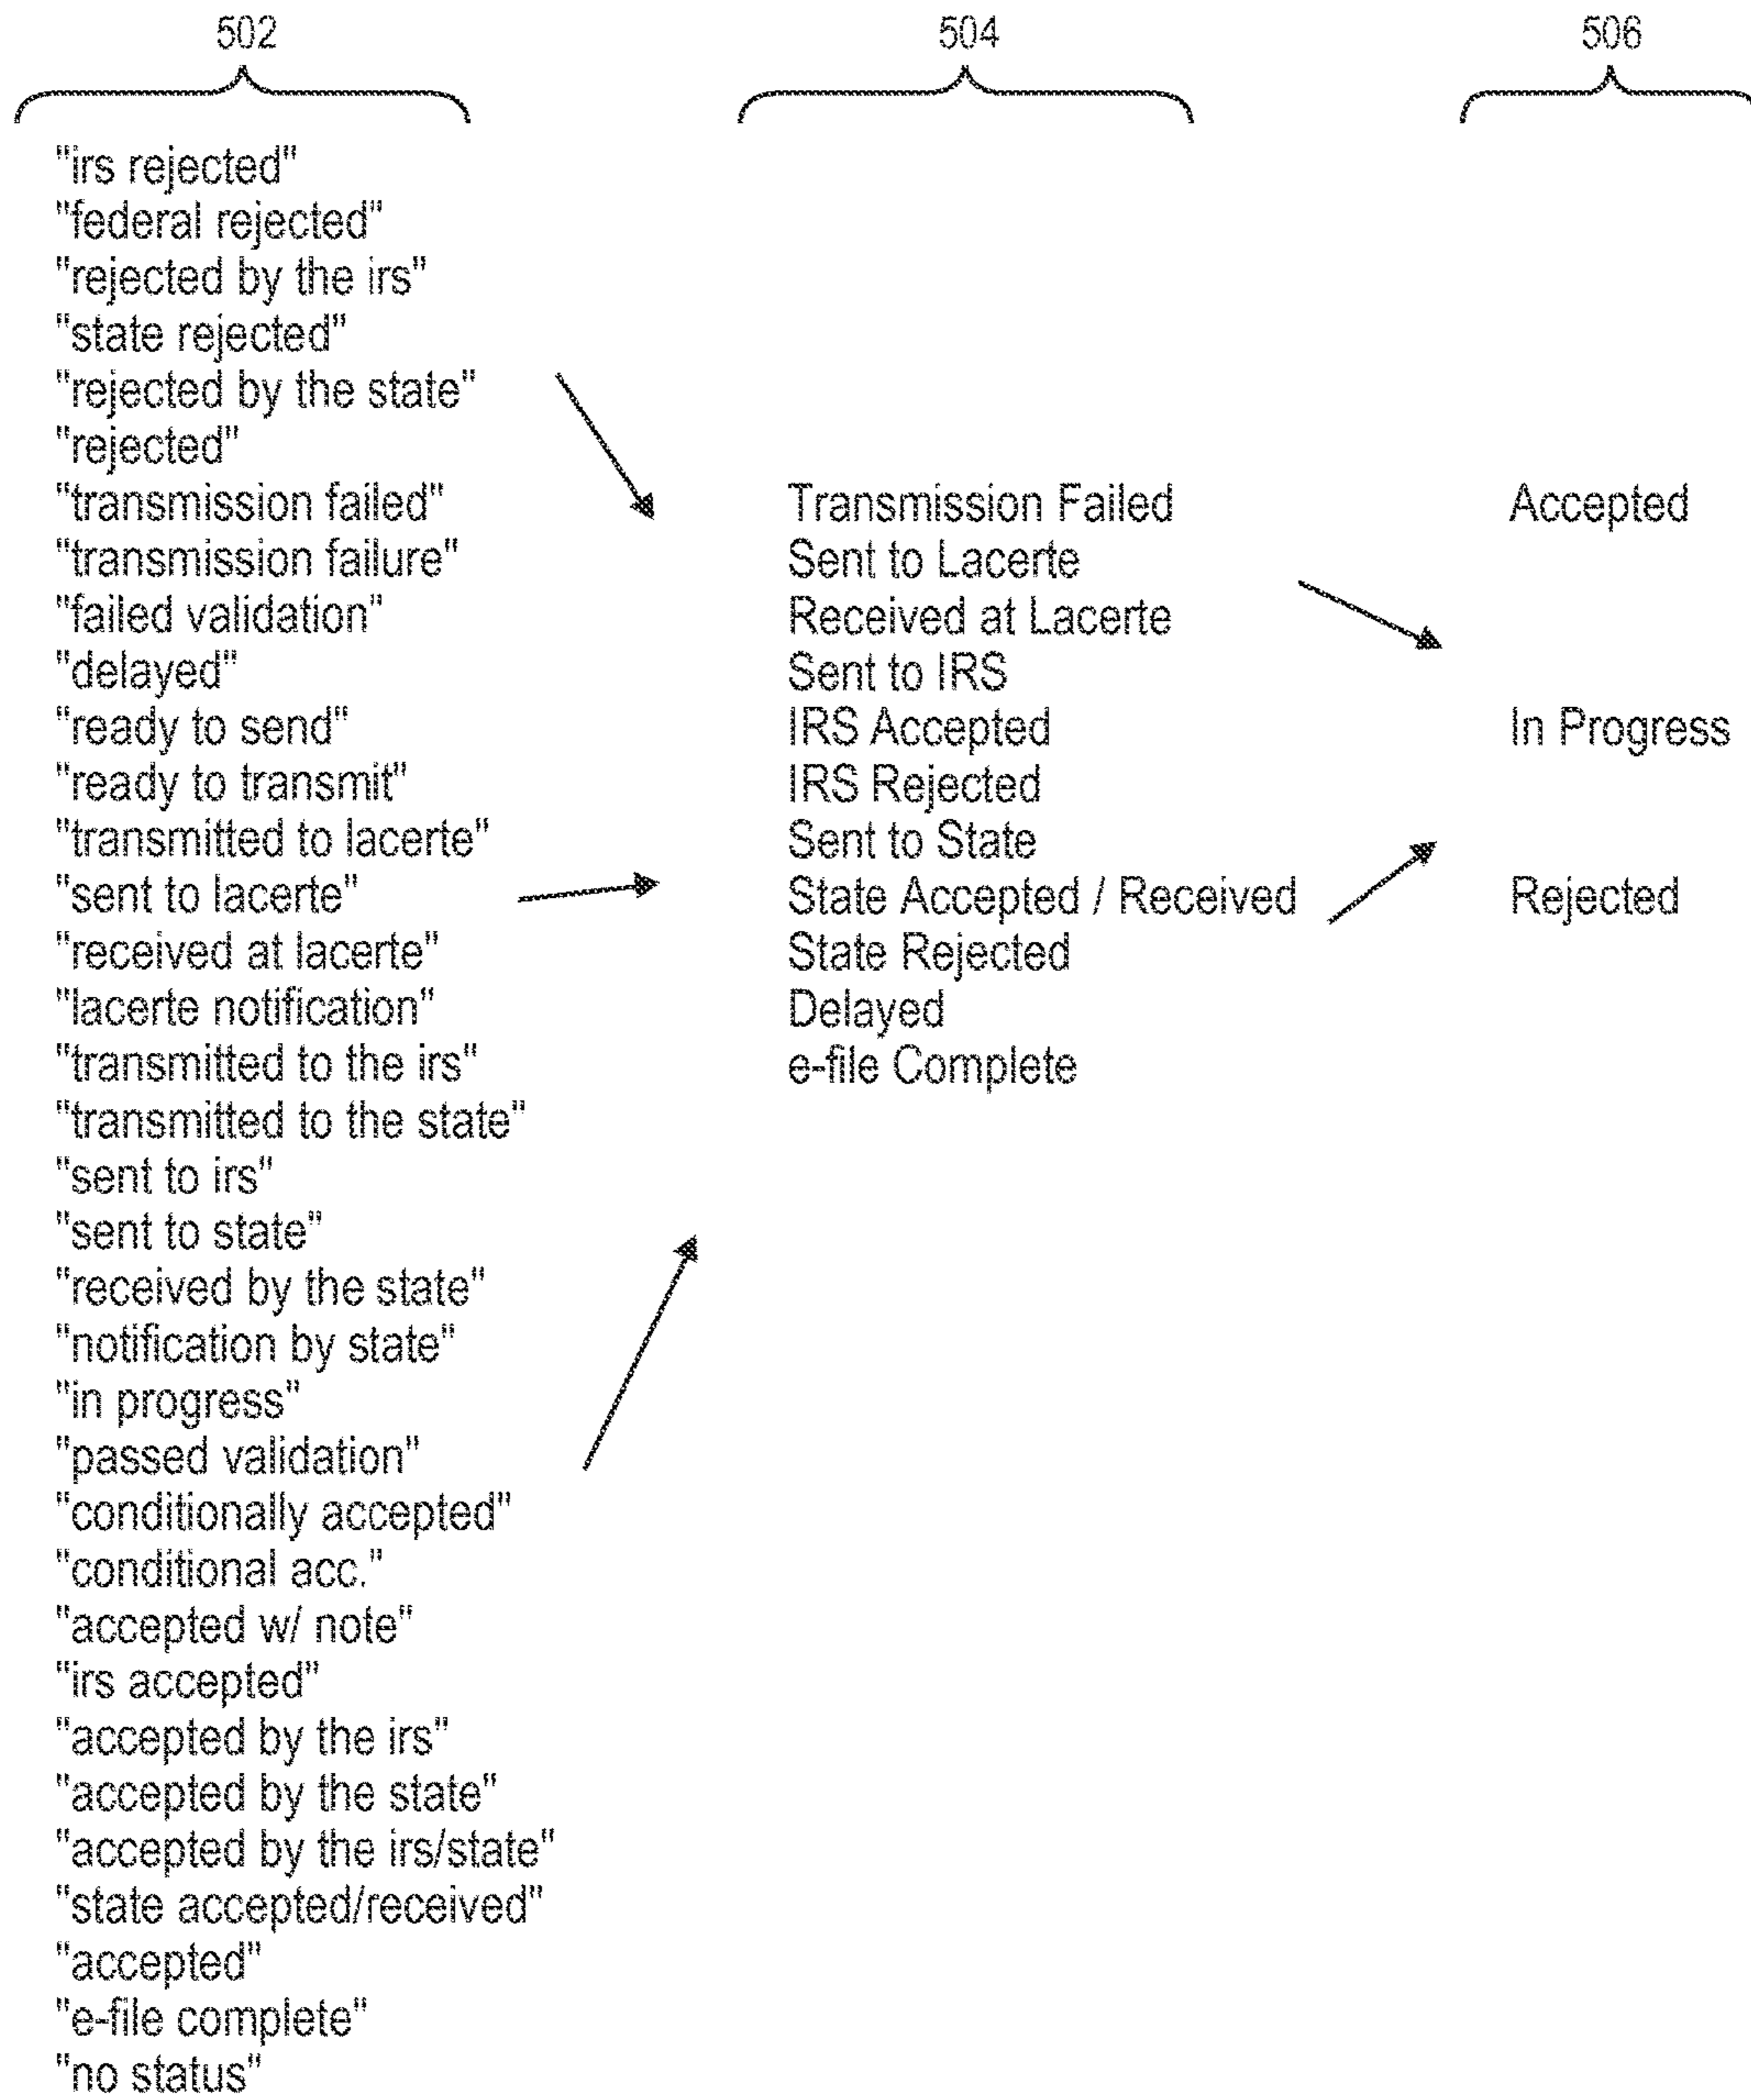 502
504
506
"irs rejected"
"federal rejected"
"rejected by the irs"
"state rejected"
"rejected by the state"
"rejected"
"transmission failed"
"transmission failure"
"failed validation"
"delayed"
"ready to send"
"ready to transmit"
"transmitted to lacerte"
"sent to lacerte"
"received at lacerte"
"lacerte notification"
"transmitted to the irs"
"transmitted to the state"
"sent to irs"
"sent to state"
"received by the state"
"notification by state"
"in progress"
"passed validation"
"conditionally accepted"
"conditional acc."
"accepted w/ note"
"irs accepted"
"accepted by the irs"
"accepted by the state"
"accepted by the irs/state"
"state accepted/received"
"accepted"
"e-file complete"
"no status"
Transmission Failed
Sent to Lacerte
Received at Lacerte
Sent to IRS
IRS Accepted
IRS Rejected
Sent to State
State Accepted / Received
State Rejected
Delayed
e-file Complete
Accepted
In Progress
Rejected